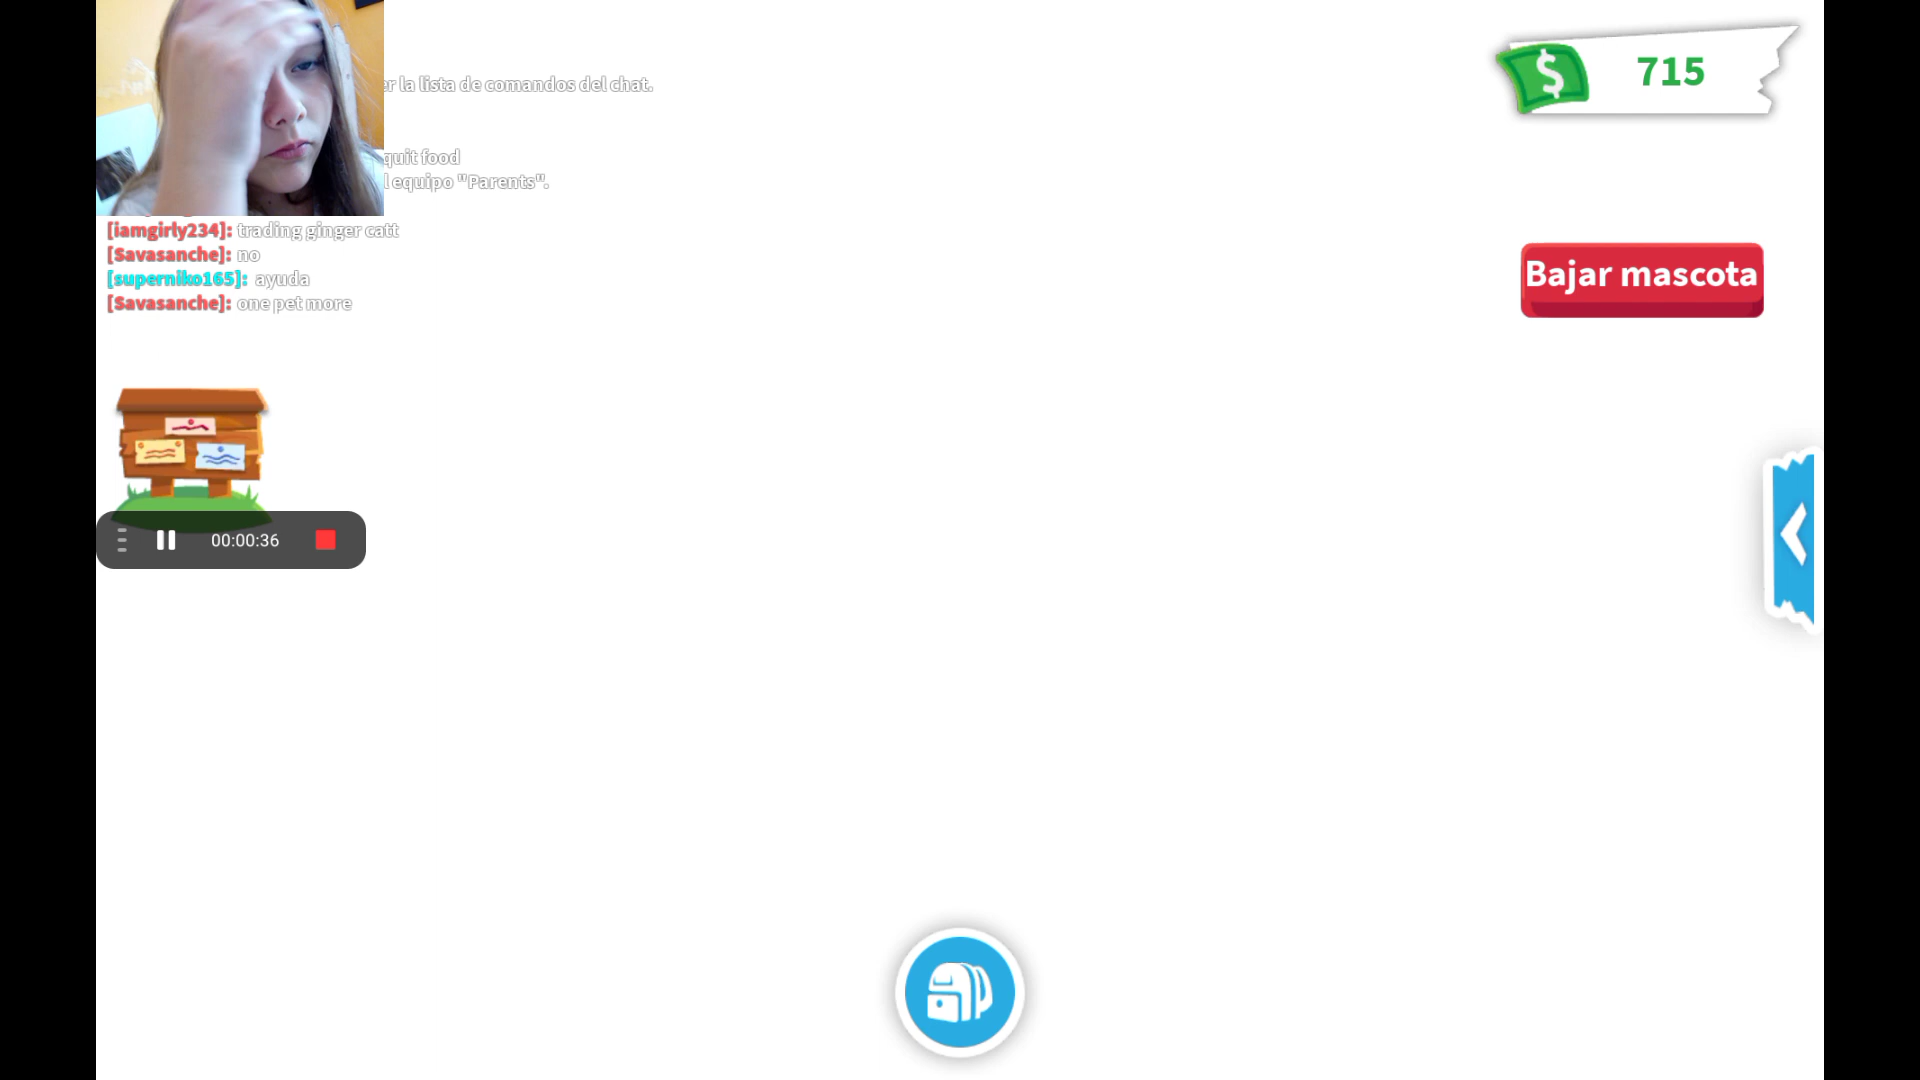 715
er la lista de comandos del chat.
quit food
l equipo "Parents".
[iamgirly234]: trading ginger catt
[Savasanche]: no
Bajar mascota
[superniko165]: ayuda
[Savasanche]: one pet more
00:00:36